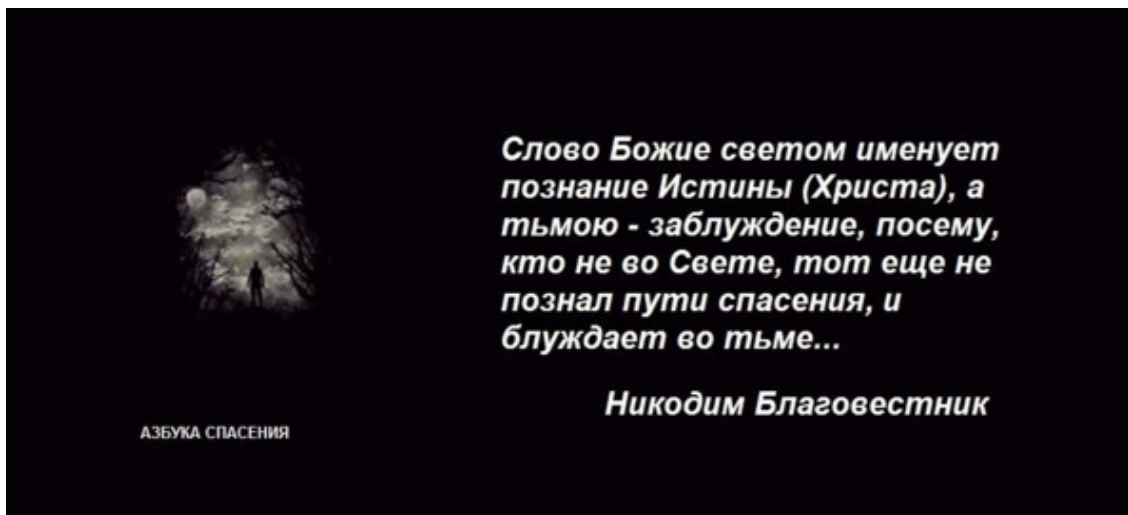 Слово Божие светом именует
познание Истины (Христа), а
тьмою - заблуждение, посему,
кто не во Свете, тот еще не
познал пути спасения, и
блуждает во тьме...
Никодим Благовестник
АЗБУКА СПАСЕНИЯ